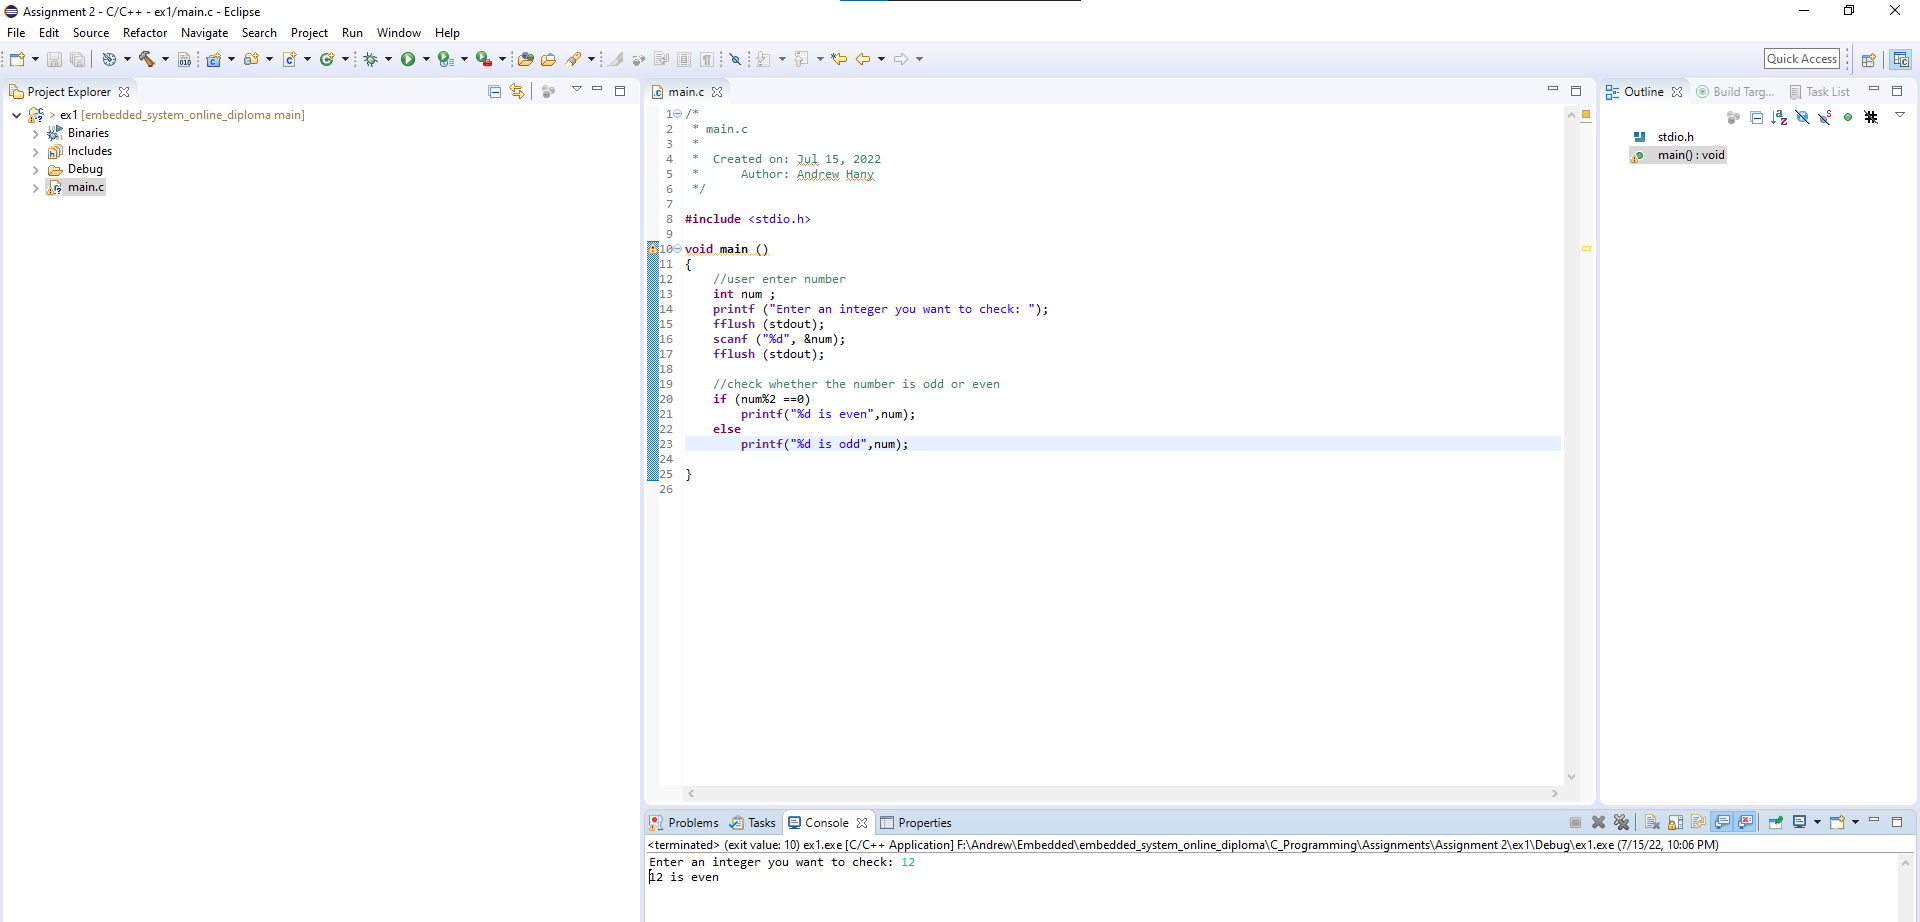 Assignment 2 - C/C++ - ex1/main.c - Eclipse
File Edit Source Refactor Navigate Search Project Run Window Help
Quick Access
Project Explorer
> ex1 [embedded_system_online_diploma main]
Binaries
Includes
Debug
main.c
main.c
1 /*
2  * main.c
3  *
4  *  Created on: Jul 15, 2022
5  *      Author: Andrew Hany
6  */
7
8 #include <stdio.h>
9
10 void main ()
11 {
12     //user enter number
13     int num ;
14     printf ("Enter an integer you want to check: ");
15     fflush (stdout);
16     scanf ("%d", &num);
17     fflush (stdout);
18
19     //check whether the number is odd or even
20     if (num%2 ==0)
21         printf("%d is even",num);
22     else
23         printf("%d is odd",num);
24
25 }
26
Outline Build Targ... Task List
stdio.h
main() : void
Problems Tasks Console Properties
<terminated> (exit value: 10) ex1.exe [C/C++ Application] F:\Andrew\Embedded\embedded_system_online_diploma\C_Programming\Assignments\Assignment 2\ex1\Debug\ex1.exe (7/15/22, 10:06 PM)
Enter an integer you want to check: 12
12 is even